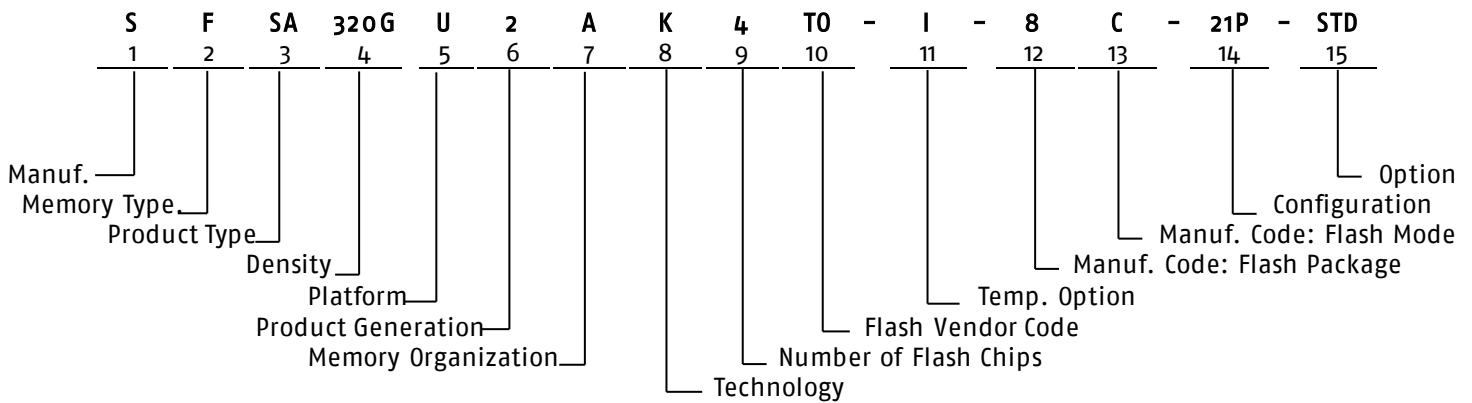 S F SA 320G U 2 A K 4 TO - I - 8 C - 21P - STD
1 2 3 4 5 6 7 8 9 10 11 12 13 14 15
Manuf. Option
Memory Type. Configuration
Product Type Manuf. Code: Flash Mode
Density Manuf. Code: Flash Package
Platform Temp. Option
Product Generation Flash Vendor Code
Memory Organization Number of Flash Chips
Technology